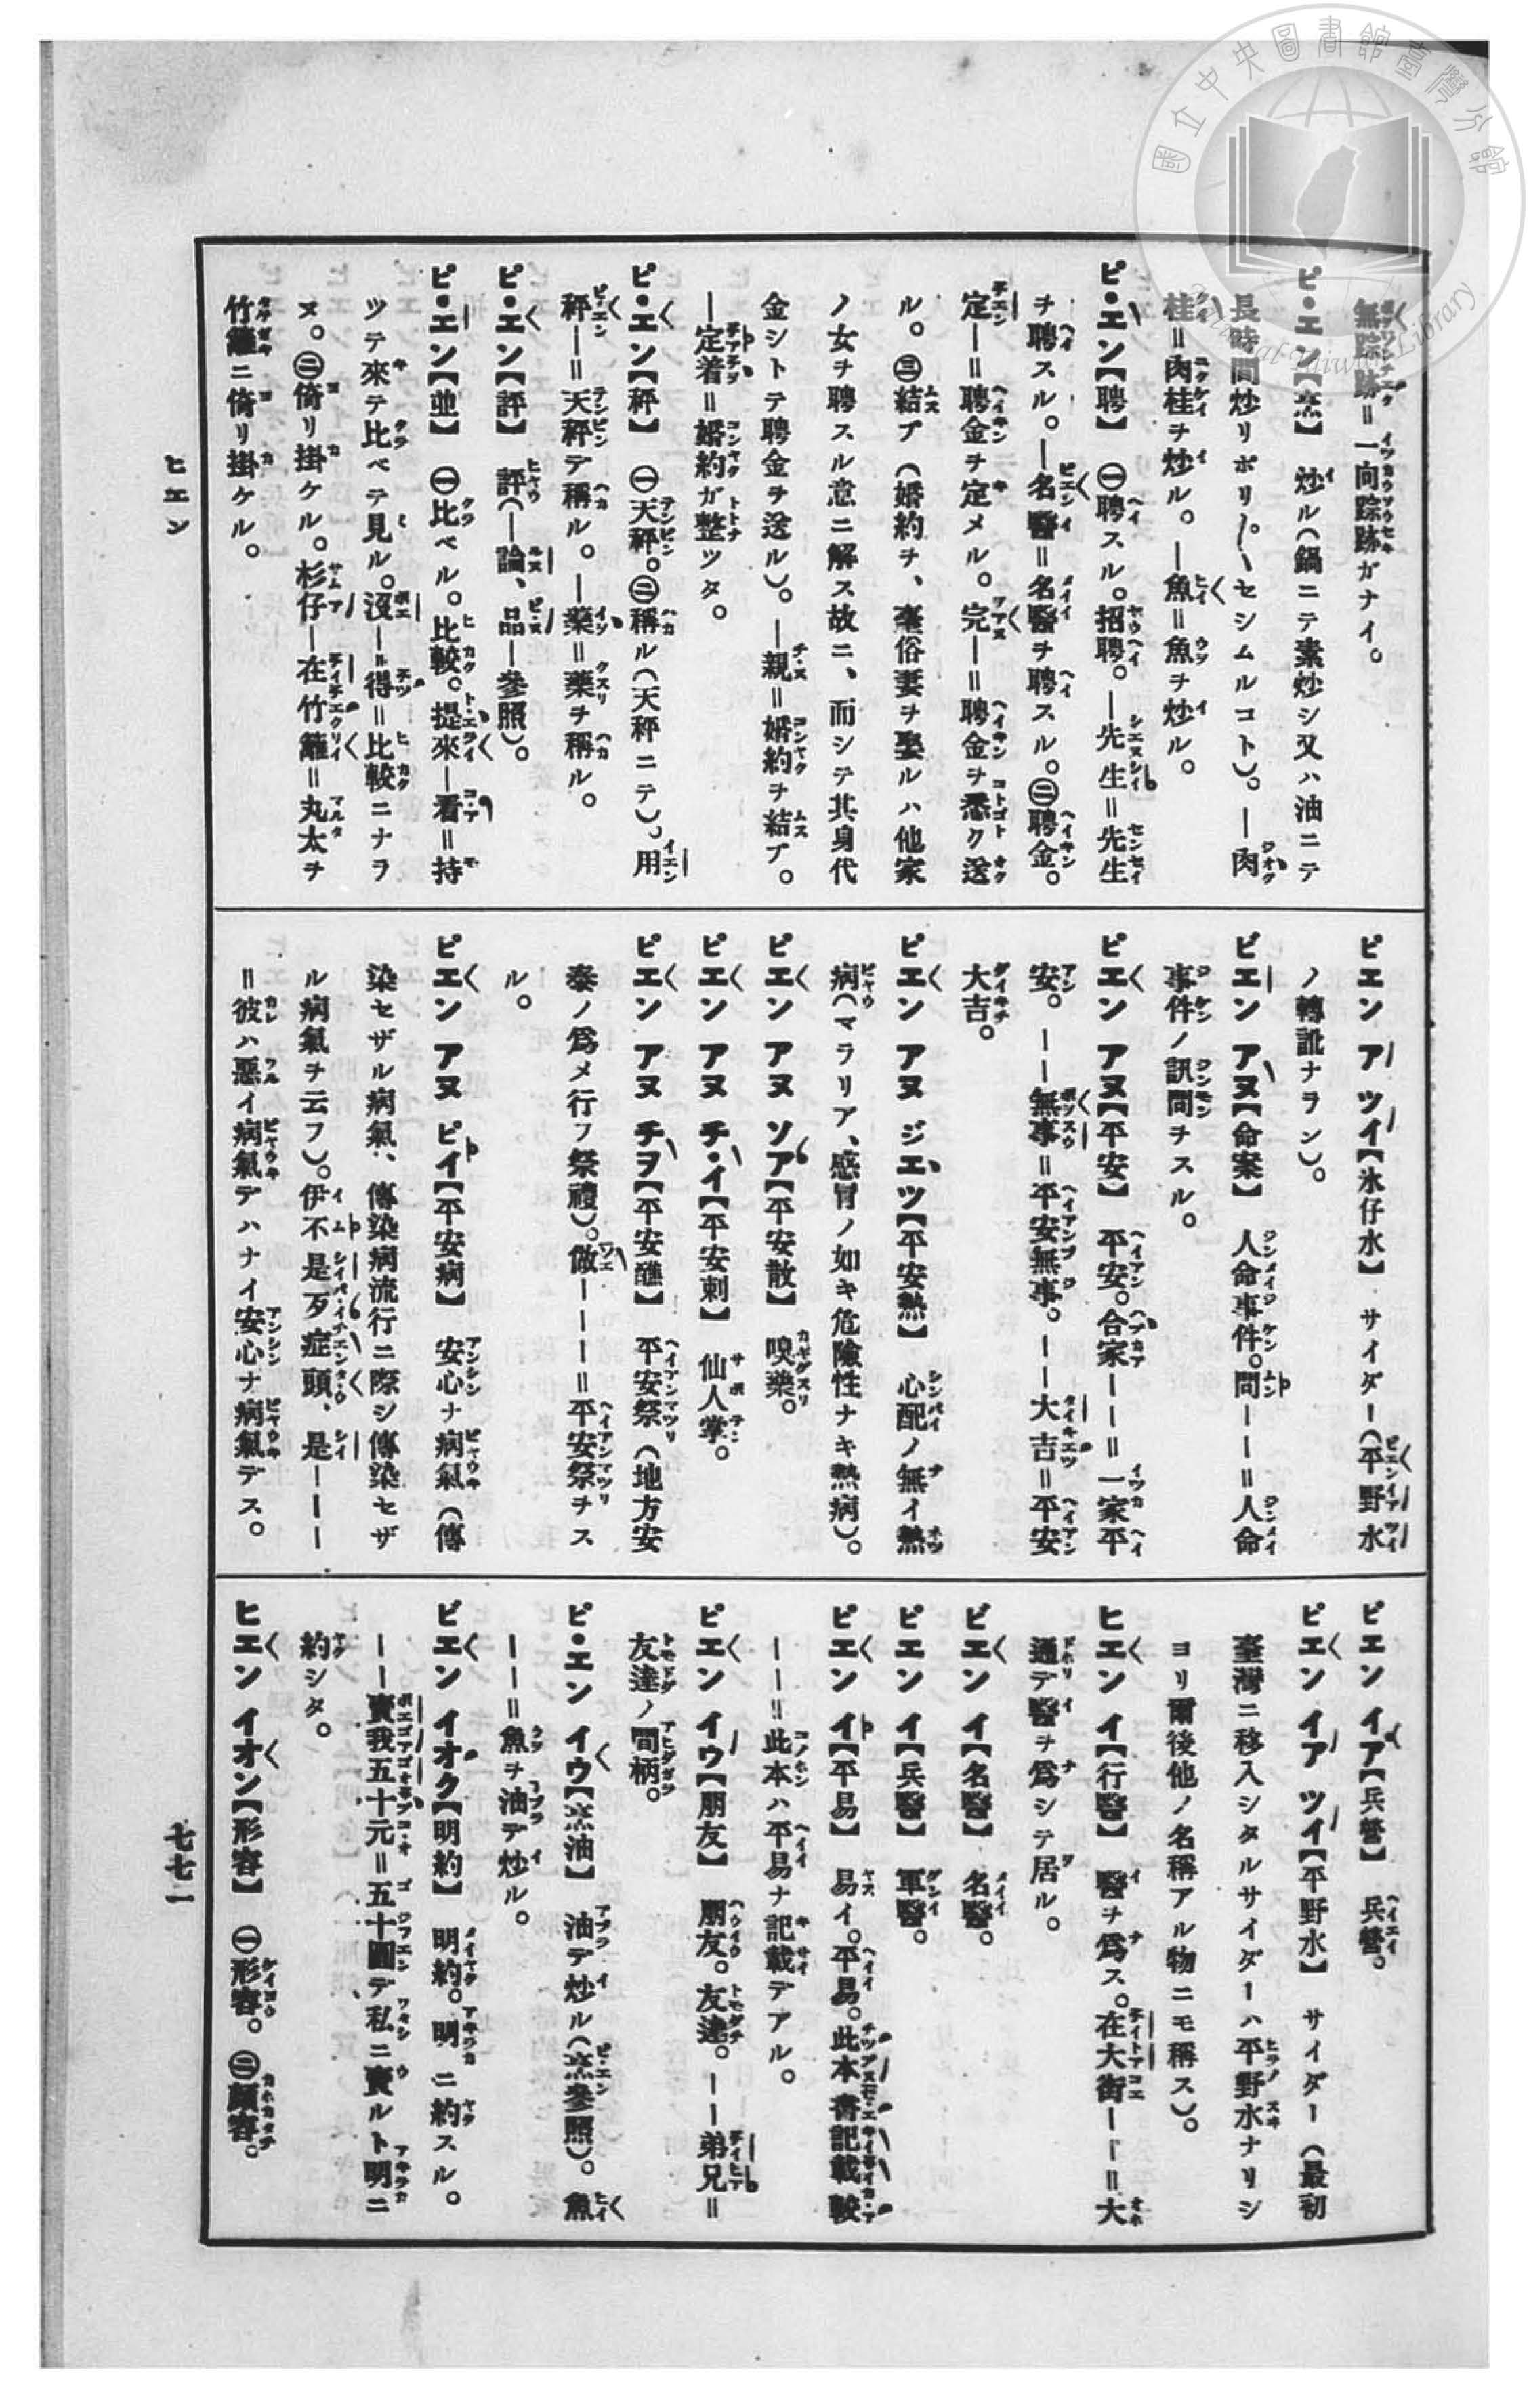 國立中央圖書館臺灣分館
無踪跡=一向踪跡ガナイ。
ピ・エン【烹】 炒ル(鍋ニテ素炒シ又ハ油ニテ
長時間炒リポリ〳〵セシムルコト)。―肉
桂=肉桂ヲ炒ル。―魚=魚ヲ炒ル。
ピ・エン【聘】 ㊀聘スル。招聘。―先生=先生
ヲ聘スル。―名醫=名醫ヲ聘スル。㊁聘金。
定―=聘金ヲ定メル。完―=聘金ヲ悉ク送
ル。㊂結ブ(婚約ヲ、臺俗妻ヲ娶ルハ他家
ノ女ヲ聘スル意ニ解ス故ニ、而シテ其身代
金シトテ聘金ヲ送ル)。―親=婚約ヲ結ブ。
―定着=婚約ガ整ツタ。
ピ・エン【秤】 ㊀天秤。㊁稱ル(天秤ニテ)、用
秤―=天秤デ稱ル。―藥=藥ヲ稱ル。
ピ・エン【評】 評(―論、品―參照)。
ピ・エン【竝】 ㊀比ベル。比較。提來―看=持
ツテ來テ比ベテ見ル。沒―得=比較ニナラ
ヌ。㊁倚リ掛ケル。杉仔―在竹籬=丸太ヲ
竹籬ニ倚リ掛ケル。
ピエン ア ツイ【氷仔水】 サイダー(平野水
ノ轉訛ナラン)。
ビエン アヌ【命案】 人命事件。問――=人命
事件ノ訊問ヲスル。
ピエン アヌ【平安】 平安。合家――=一家平
安。――無事=平安無事。――大吉=平安
大吉。
ピエン アヌ ジエツ【平安熱】 心配ノ無イ熱
病(マラリア、感冒ノ如キ危險性ナキ熱病)。
ピエン アヌ ソア【平安散】 嗅藥。
ピエン アヌ チ・イ【平安刺】 仙人掌。
ピエン アヌ チヲ【平安醮】 平安祭(地方安
泰ノ爲メ行フ祭禮)。做―――=平安祭ヲス
ル。
ピエン アヌ ピイ【平安病】 安心ナ病氣(傳
染セザル病氣、傳染病流行ニ際シ傳染セザ
ル病氣ヲ云フ)。伊不是歹症頭、是―――
=彼ハ惡イ病氣デハナイ安心ナ病氣デス。
ピエン イア【兵營】 兵營。
ピエン イア ツイ【平野水】 サイダー(最初
臺灣ニ移入シタルサイダーハ平野水ナリシ
ヨリ爾後他ノ名稱アル物ニモ稱ス)。
ヒエン イ【行醫】 醫ヲ爲ス。在大街――=大
通デ醫ヲ爲シテ居ル。
ビエン イ【名醫】 名醫。
ピエン イ【兵醫】 軍醫。
ピエン イ【平易】 易イ。平易。此本書記載較
――=此本ハ平易ナ記載デアル。
ピエン イウ【朋友】 朋友。友達。――弟兄=
友達ノ間柄。
ピ・エン イウ【烹油】 油デ炒ル(烹參照)。魚
――=魚ヲ油デ炒ル。
ビエン イオク【明約】 明約。明ニ約スル。
――賣我五十元=五十圓デ私ニ賣ルト明ニ
約シタ。
ヒエン イオン【形容】 ㊀形容。㊁顔容。
ヒエン
七七一